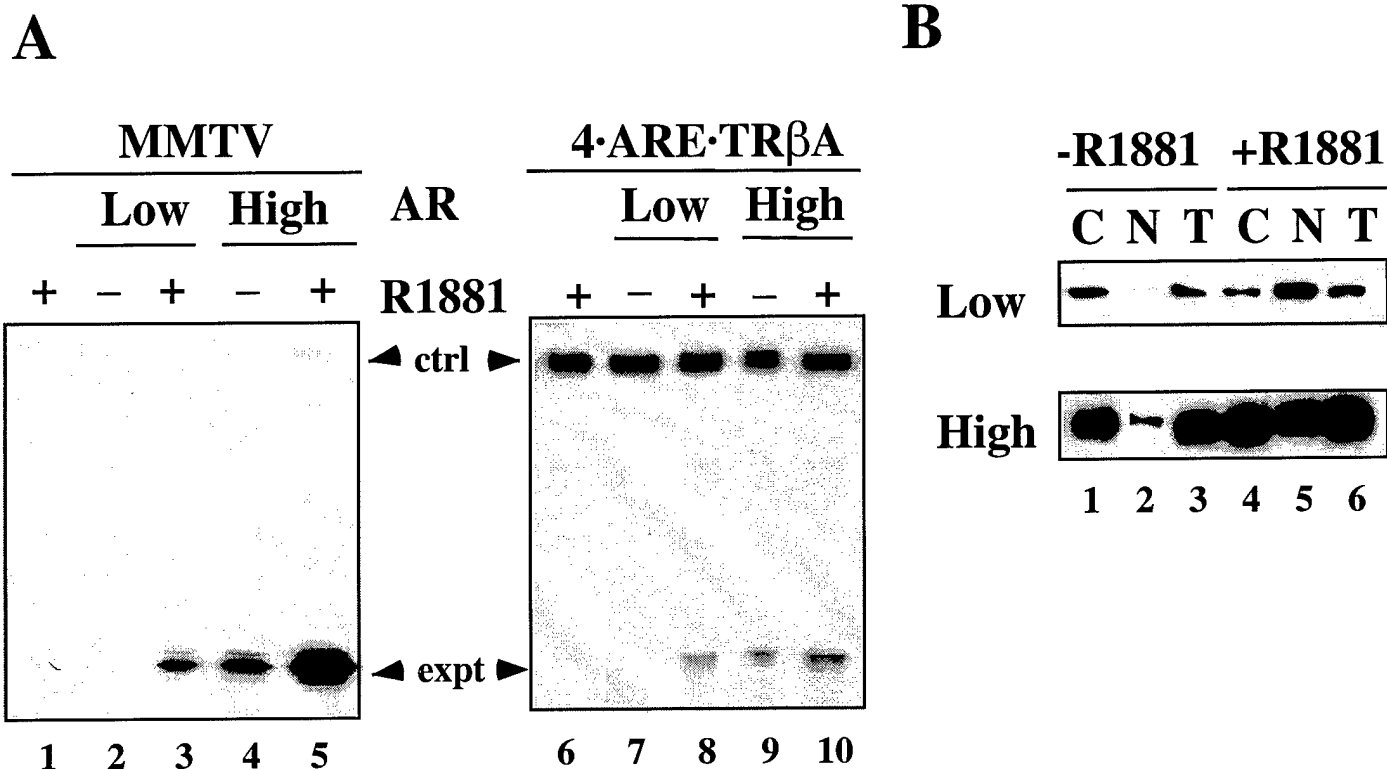 A
MMTV
Low High
+ − + − +
AR
R1881
4·ARE·TRβA
Low High
+ − + − +
ctrl
expt
1 2 3 4 5
6 7 8 9 10
B
-R1881 +R1881
C N T C N T
Low
High
1 2 3 4 5 6